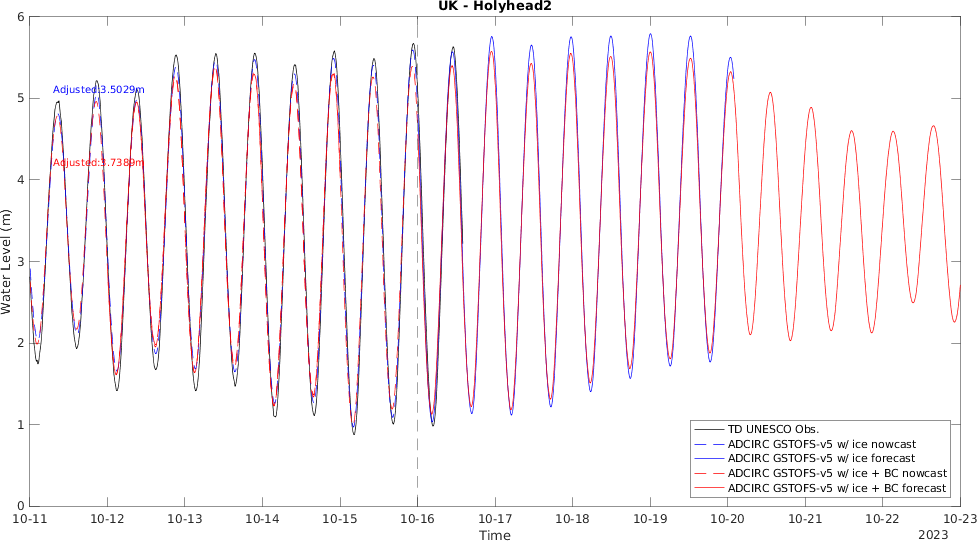 UK - Holyhead2
6
5
4
3
2
1
0
Water Level (m)
Adjusted:3.5029m
Adjusted:3.7389m
TD UNESCO Obs.
ADCIRC GSTOFS-v5 w/ ice nowcast
ADCIRC GSTOFS-v5 w/ ice forecast
ADCIRC GSTOFS-v5 w/ ice + BC nowcast
ADCIRC GSTOFS-v5 w/ ice + BC forecast
10-11 10-12 10-13 10-14 10-15 10-16 10-17 10-18 10-19 10-20 10-21 10-22 10-23
Time
2023